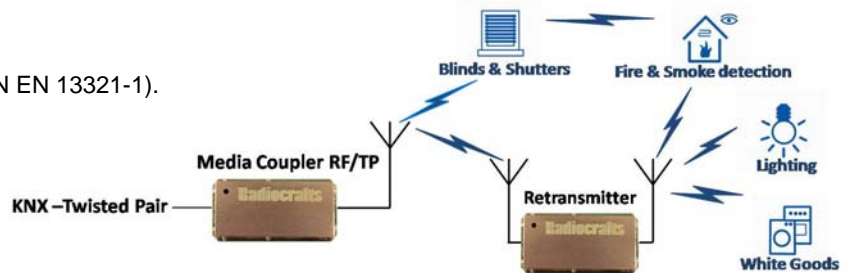 N EN 13321-1).
Blinds & Shutters
Fire & Smoke detection
Media Coupler RF/TP
Radiocrafts
Lighting
KNX –Twisted Pair
Retransmitter
Radiocrafts
White Goods